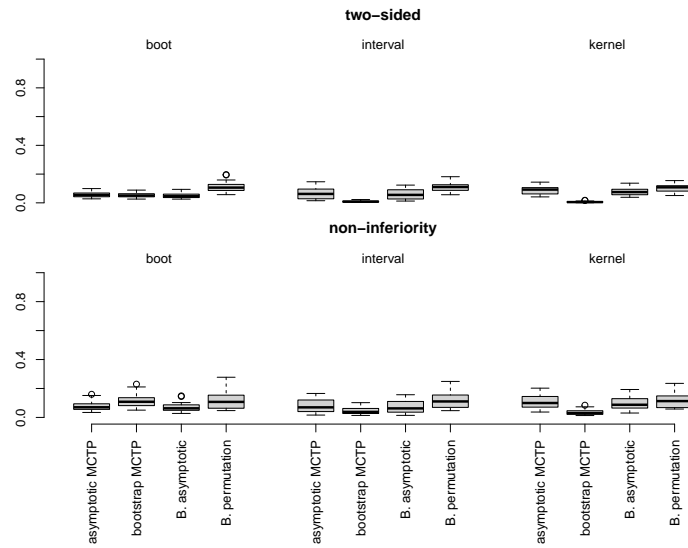 two−sided
boot interval kernel
0.8
0.4
0.0
non−inferiority
boot interval kernel
0.8
0.4
0.0
asymptotic MCTP
bootstrap MCTP
B. asymptotic
B. permutation
asymptotic MCTP
bootstrap MCTP
B. asymptotic
B. permutation
asymptotic MCTP
bootstrap MCTP
B. asymptotic
B. permutation